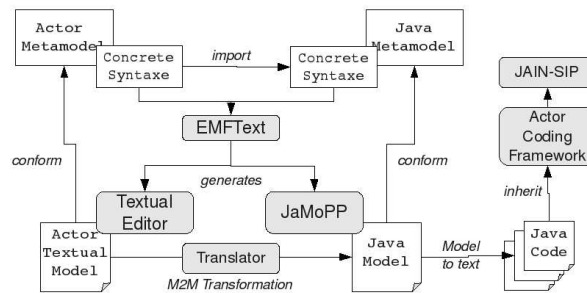 Actor
Metamodel
Java
Metamodel
Concrete
Syntaxe
import
Concrete
Syntaxe
JAIN-SIP
EMFText
Actor
Coding
Framework
conform
conform
generates
inherit
Textual
Editor
JaMoPP
Actor
Textual
Model
Translator
Java
Model
Model
to text
Java
Code
M2M Transformation